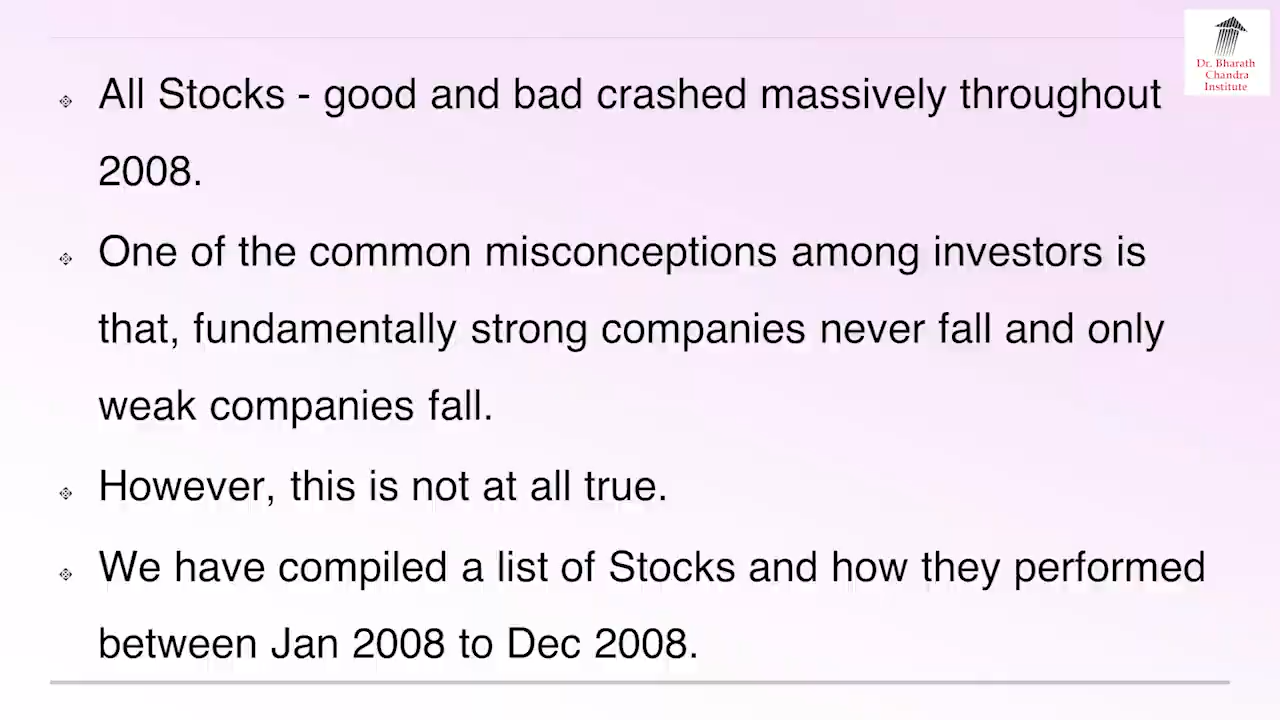 Dr. Bharath
Chandra
Institute
All Stocks - good and bad crashed massively throughout
2008.
One of the common misconceptions among investors is
that, fundamentally strong companies never fall and only
weak companies fall.
However, this is not at all true.
We have compiled a list of Stocks and how they performed
between Jan 2008 to Dec 2008.